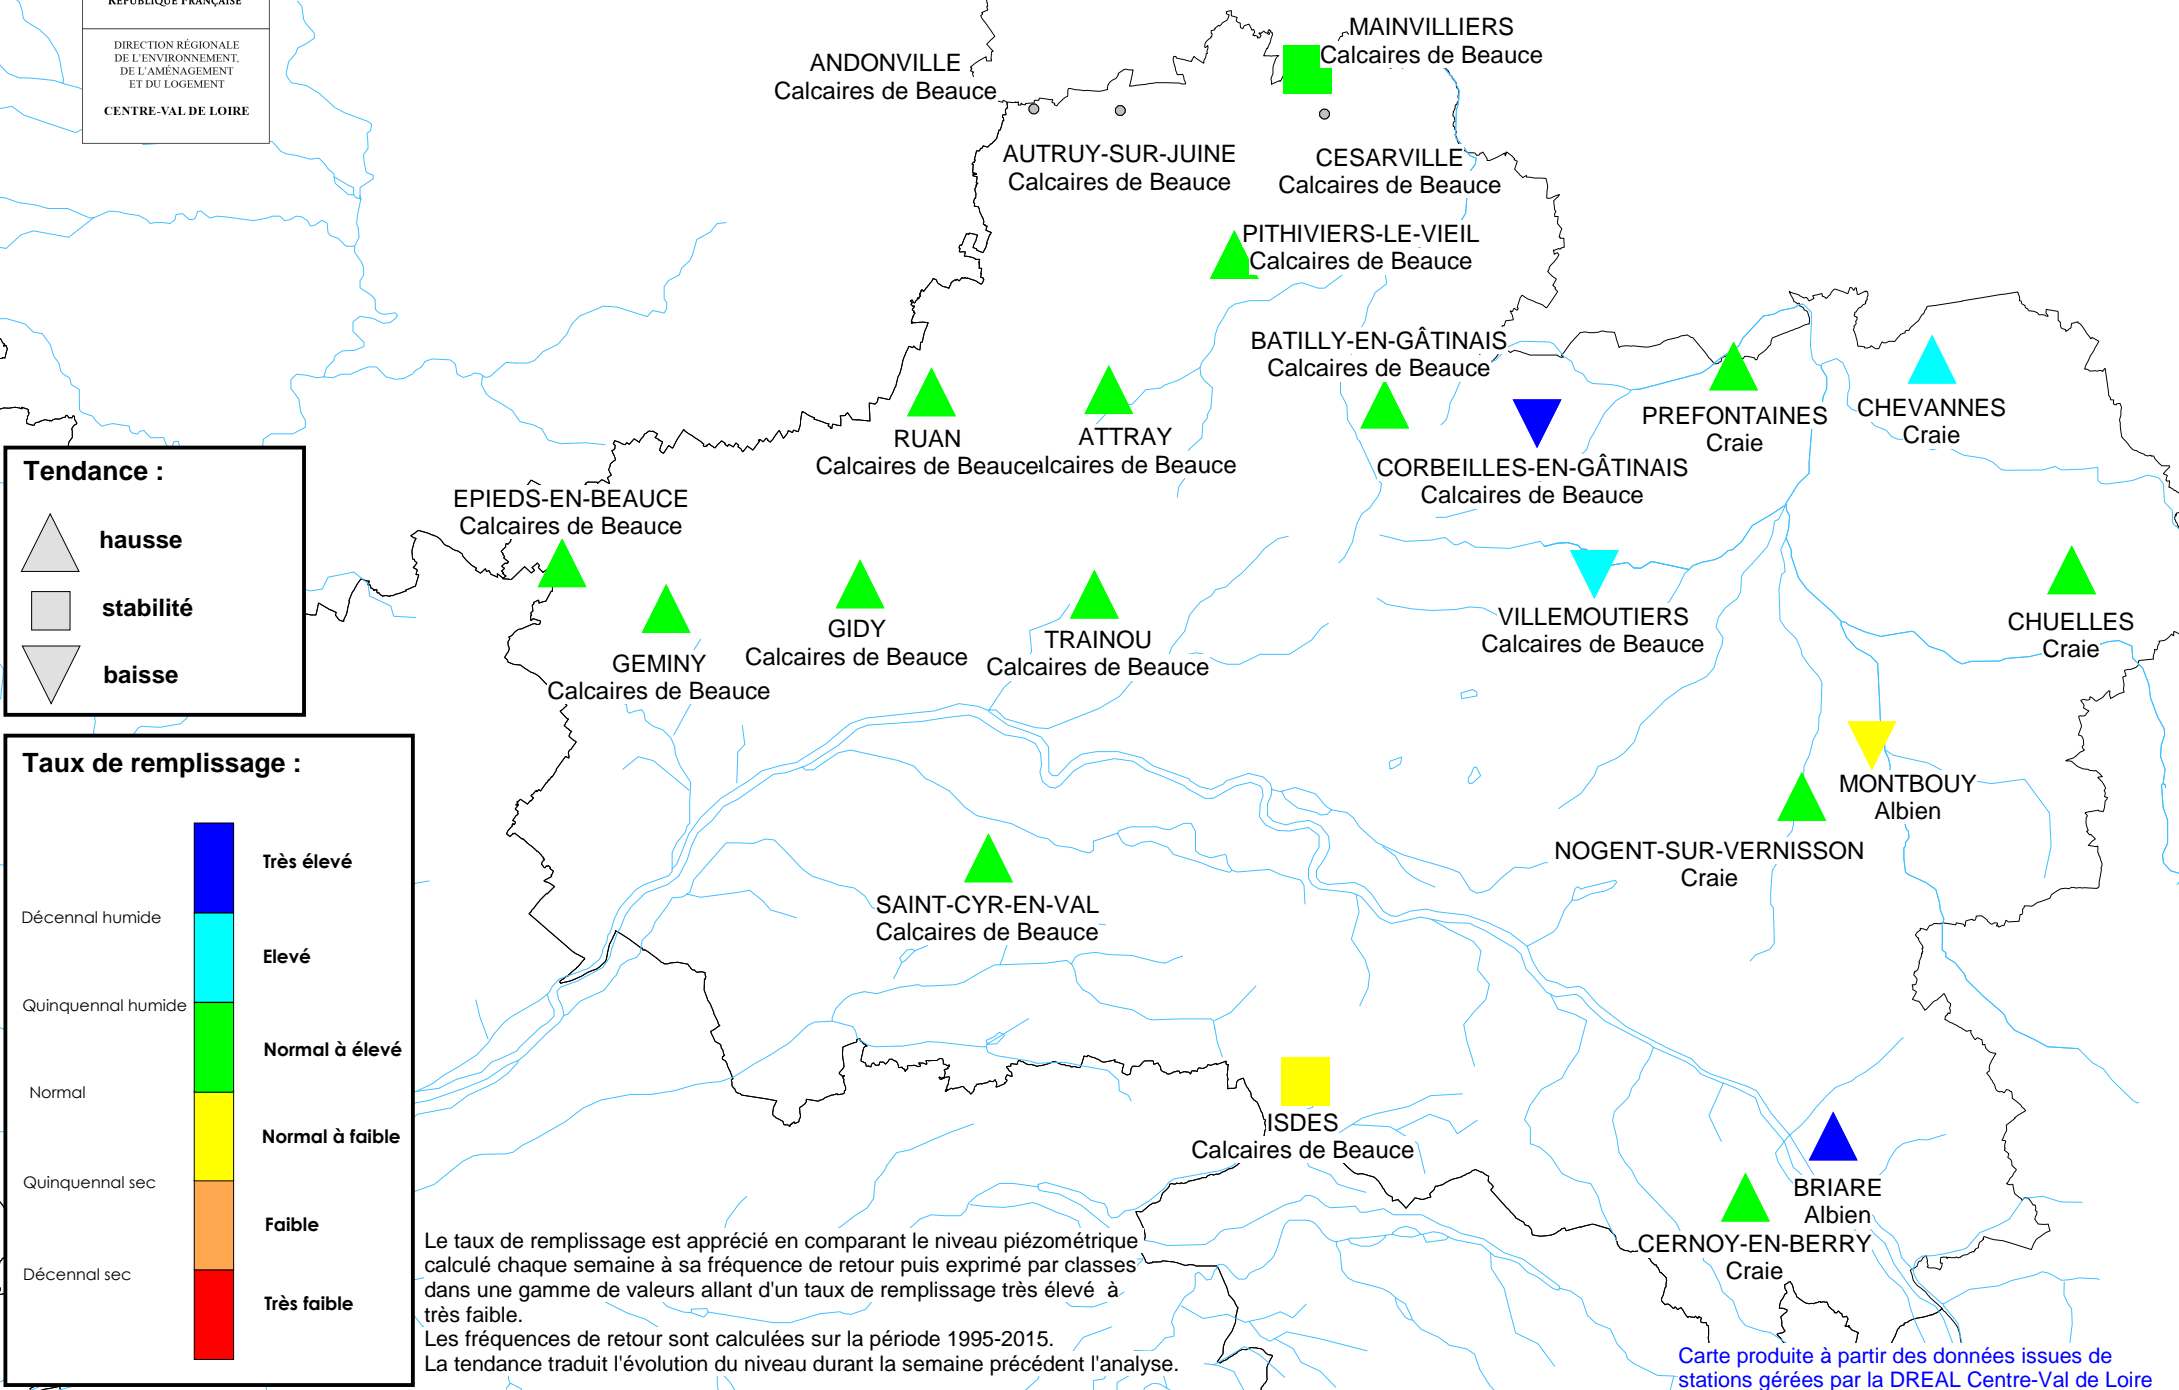 RÉPUBLIQUE FRANÇAISE
DIRECTION RÉGIONALE
DE L'ENVIRONNEMENT,
DE L'AMÉNAGEMENT
ET DU LOGEMENT
CENTRE-VAL DE LOIRE
MAINVILLIERS
Calcaires de Beauce
ANDONVILLE
Calcaires de Beauce
AUTRUY-SUR-JUINE
Calcaires de Beauce
CESARVILLE
Calcaires de Beauce
PITHIVIERS-LE-VIEIL
Calcaires de Beauce
BATILLY-EN-GÂTINAIS
Calcaires de Beauce
PREFONTAINES
Craie
CHEVANNES
Craie
RUAN
Calcaires de Beauce
ATTRAY
alcaires de Beauce
CORBEILLES-EN-GÂTINAIS
Calcaires de Beauce
EPIEDS-EN-BEAUCE
Calcaires de Beauce
GEMINY
Calcaires de Beauce
GIDY
Calcaires de Beauce
TRAINOU
Calcaires de Beauce
VILLEMOUTIERS
Calcaires de Beauce
CHUELLES
Craie
MONTBOUY
Albien
NOGENT-SUR-VERNISSON
Craie
SAINT-CYR-EN-VAL
Calcaires de Beauce
ISDES
Calcaires de Beauce
BRIARE
Albien
CERNOY-EN-BERRY
Craie
Tendance :
hausse
stabilité
baisse
Taux de remplissage :
Très élevé
Décennal humide
Elevé
Quinquennal humide
Normal à élevé
Normal
Normal à faible
Quinquennal sec
Faible
Décennal sec
Très faible
Le taux de remplissage est apprécié en comparant le niveau piézométrique
calculé chaque semaine à sa fréquence de retour puis exprimé par classes
dans une gamme de valeurs allant d'un taux de remplissage très élevé à
très faible.
Les fréquences de retour sont calculées sur la période 1995-2015.
La tendance traduit l'évolution du niveau durant la semaine précédent l'analyse.
Carte produite à partir des données issues de
stations gérées par la DREAL Centre-Val de Loire